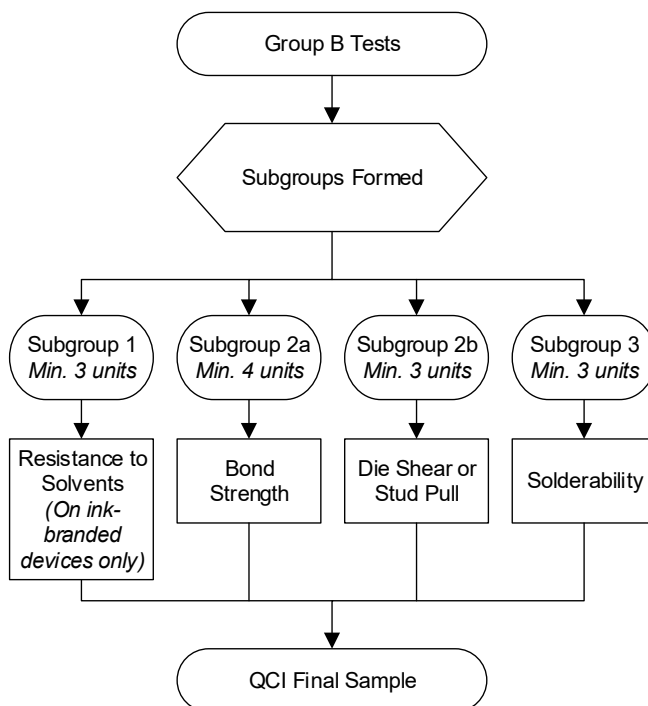 Group B Tests
Subgroups Formed
Subgroup 1
Min. 3 units
Subgroup 2a
Min. 4 units
Subgroup 2b
Min. 3 units
Subgroup 3
Min. 3 units
Resistance to
Solvents
(On ink-
branded
devices only)
Bond
Strength
Die Shear or
Stud Pull
Solderability
QCI Final Sample